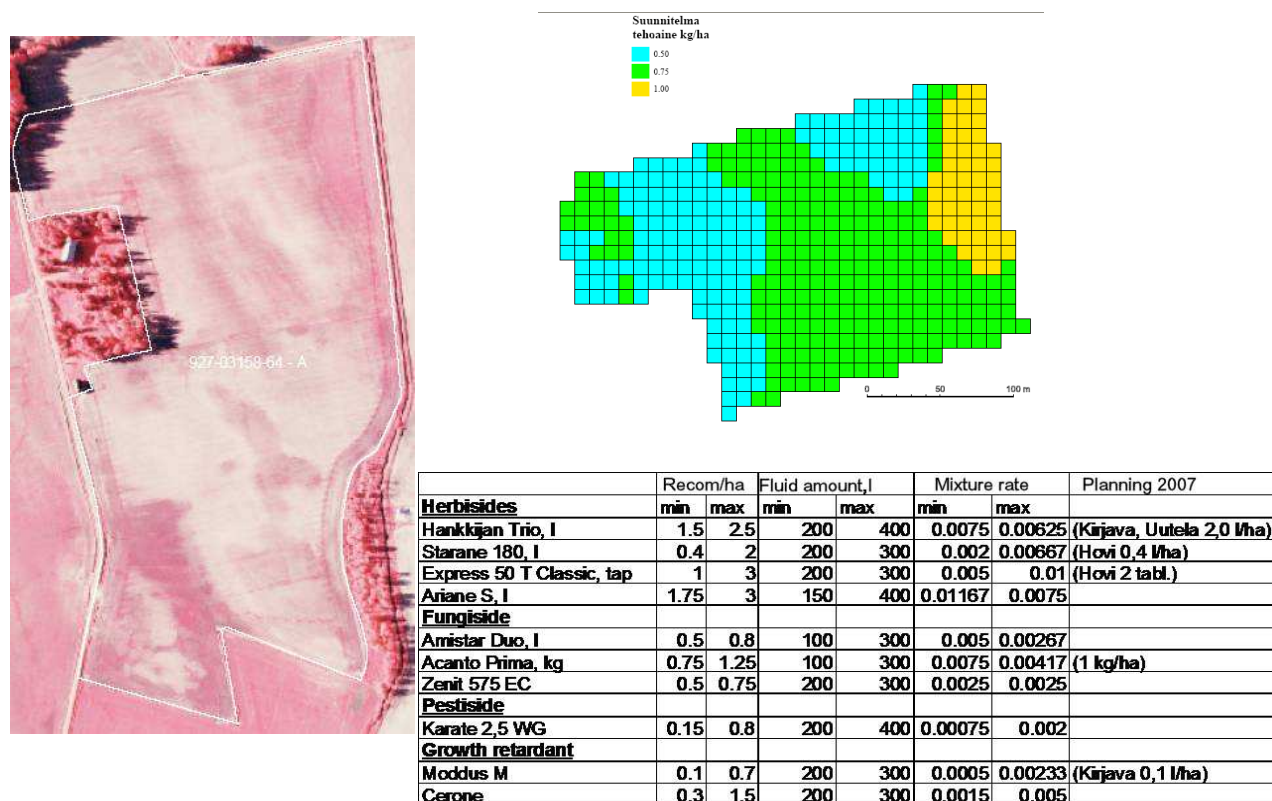 927-03158-64 - A
Suunnitelma
tehoaine kg/ha
0.50
0.75
1.00
0 50 100 m
Recom/ha Fluid amount,l Mixture rate Planning 2007
Herbisides min max min max min max
Hankkijan Trio, l 1.5 2.5 200 400 0.0075 0.00625 (Kirjava, Uutela 2,0 l/ha)
Starane 180, l 0.4 2 200 300 0.002 0.00667 (Hovi 0,4 l/ha)
Express 50 T Classic, tap 1 3 200 300 0.005 0.01 (Hovi 2 tabl.)
Ariane S, l 1.75 3 150 400 0.01167 0.0075
Fungiside
Amistar Duo, l 0.5 0.8 100 300 0.005 0.00267
Acanto Prima, kg 0.75 1.25 100 300 0.0075 0.00417 (1 kg/ha)
Zenit 575 EC 0.5 0.75 200 300 0.0025 0.0025
Pestiside
Karate 2,5 WG 0.15 0.8 200 400 0.00075 0.002
Growth retardant
Moddus M 0.1 0.7 200 300 0.0005 0.00233 (Kirjava 0,1 l/ha)
Cerone 0.3 1.5 200 300 0.0015 0.005